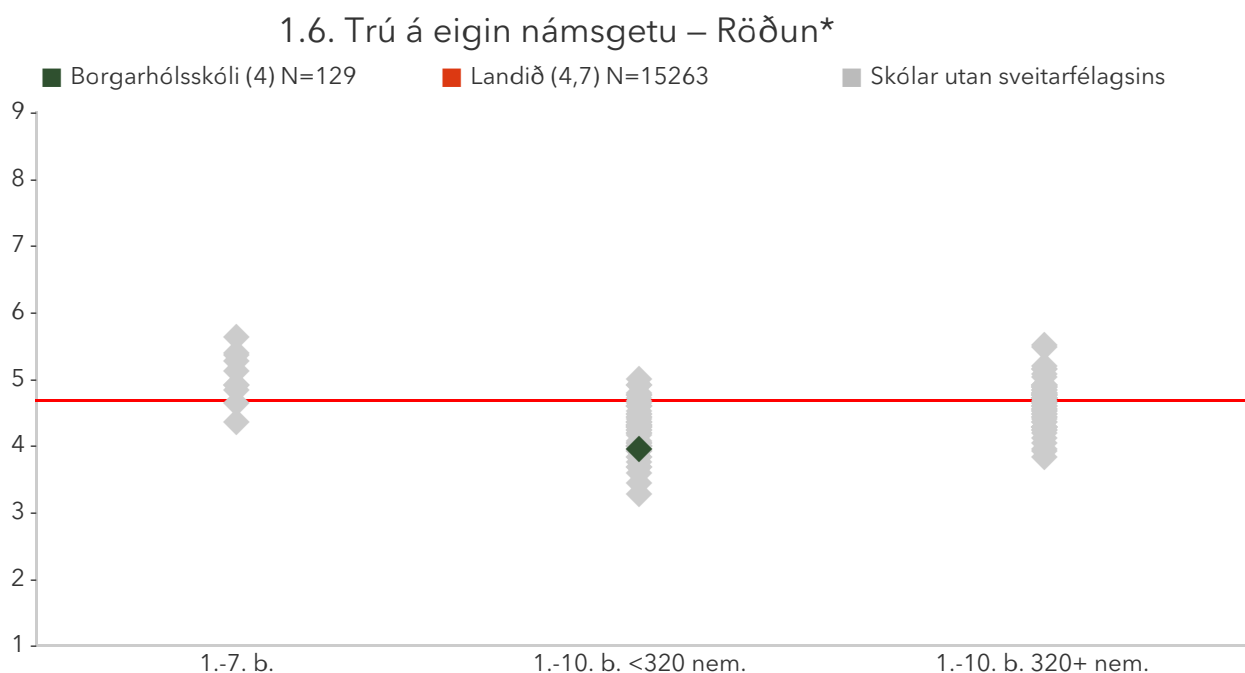 1.6. Trú á eigin námsgetu – Röðun*
Borgarhólsskóli (4) N=129
Landið (4,7) N=15263
Skólar utan sveitarfélagsins
9
8
7
6
5
4
3
2
1
1.-7. b.
1.-10. b. <320 nem.
1.-10. b. 320+ nem.